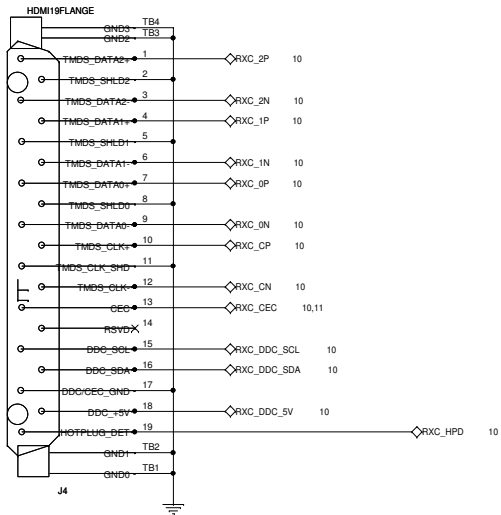 HDMI19FLANGE
GND3 TB4
GND2 TB3
TMDS_DATA2+ 1 RXC_2P 10
TMDS_SHLD2 2
TMDS_DATA2- 3 RXC_2N 10
TMDS_DATA1+ 4 RXC_1P 10
TMDS_SHLD1 5
TMDS_DATA1- 6 RXC_1N 10
TMDS_DATA0+ 7 RXC_0P 10
TMDS_SHLD0 8
TMDS_DATA0- 9 RXC_0N 10
TMDS_CLK+ 10 RXC_CP 10
TMDS_CLK_SHD 11
TMDS_CLK- 12 RXC_CN 10
CEC 13 RXC_CEC 10,11
RSVD 14
DDC_SCL 15 RXC_DDC_SCL 10
DDC_SDA 16 RXC_DDC_SDA 10
DDC/CEC_GND 17
DDC_+5V 18 RXC_DDC_5V 10
HOTPLUG_DET 19 RXC_HPD 10
GND1 TB2
GND0 TB1
J4